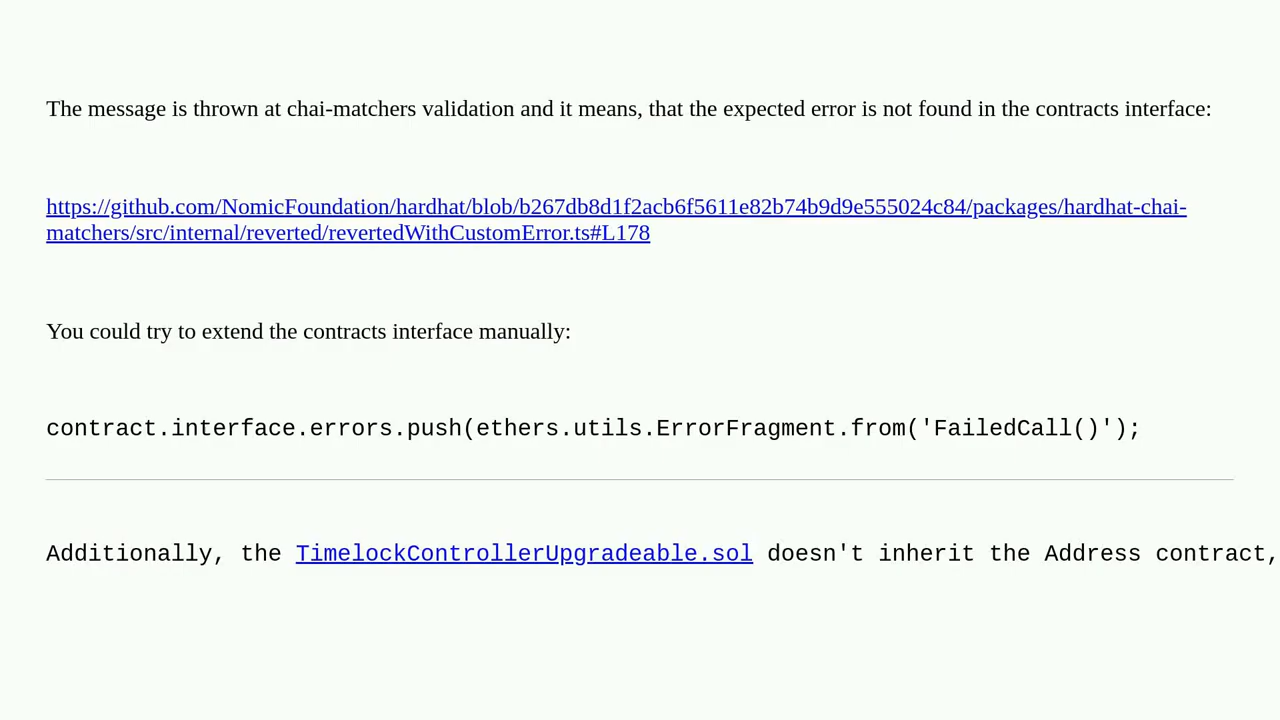 The message is thrown at chai-matchers validation and it means, that the expected error is not found in the contracts interface:
https://github.com/NomicFoundation/hardhat/blob/b267db8d1f2acb6f5611e82b74b9d9e555024c84/packages/hardhat-chai-
matchers/src/internal/reverted/revertedWithCustomError.ts#L178
You could try to extend the contracts interface manually:
contract.interface.errors.push(ethers.utils.ErrorFragment.from('FailedCall()');
Additionally, the TimelockControllerUpgradeable.sol doesn't inherit the Address contract,